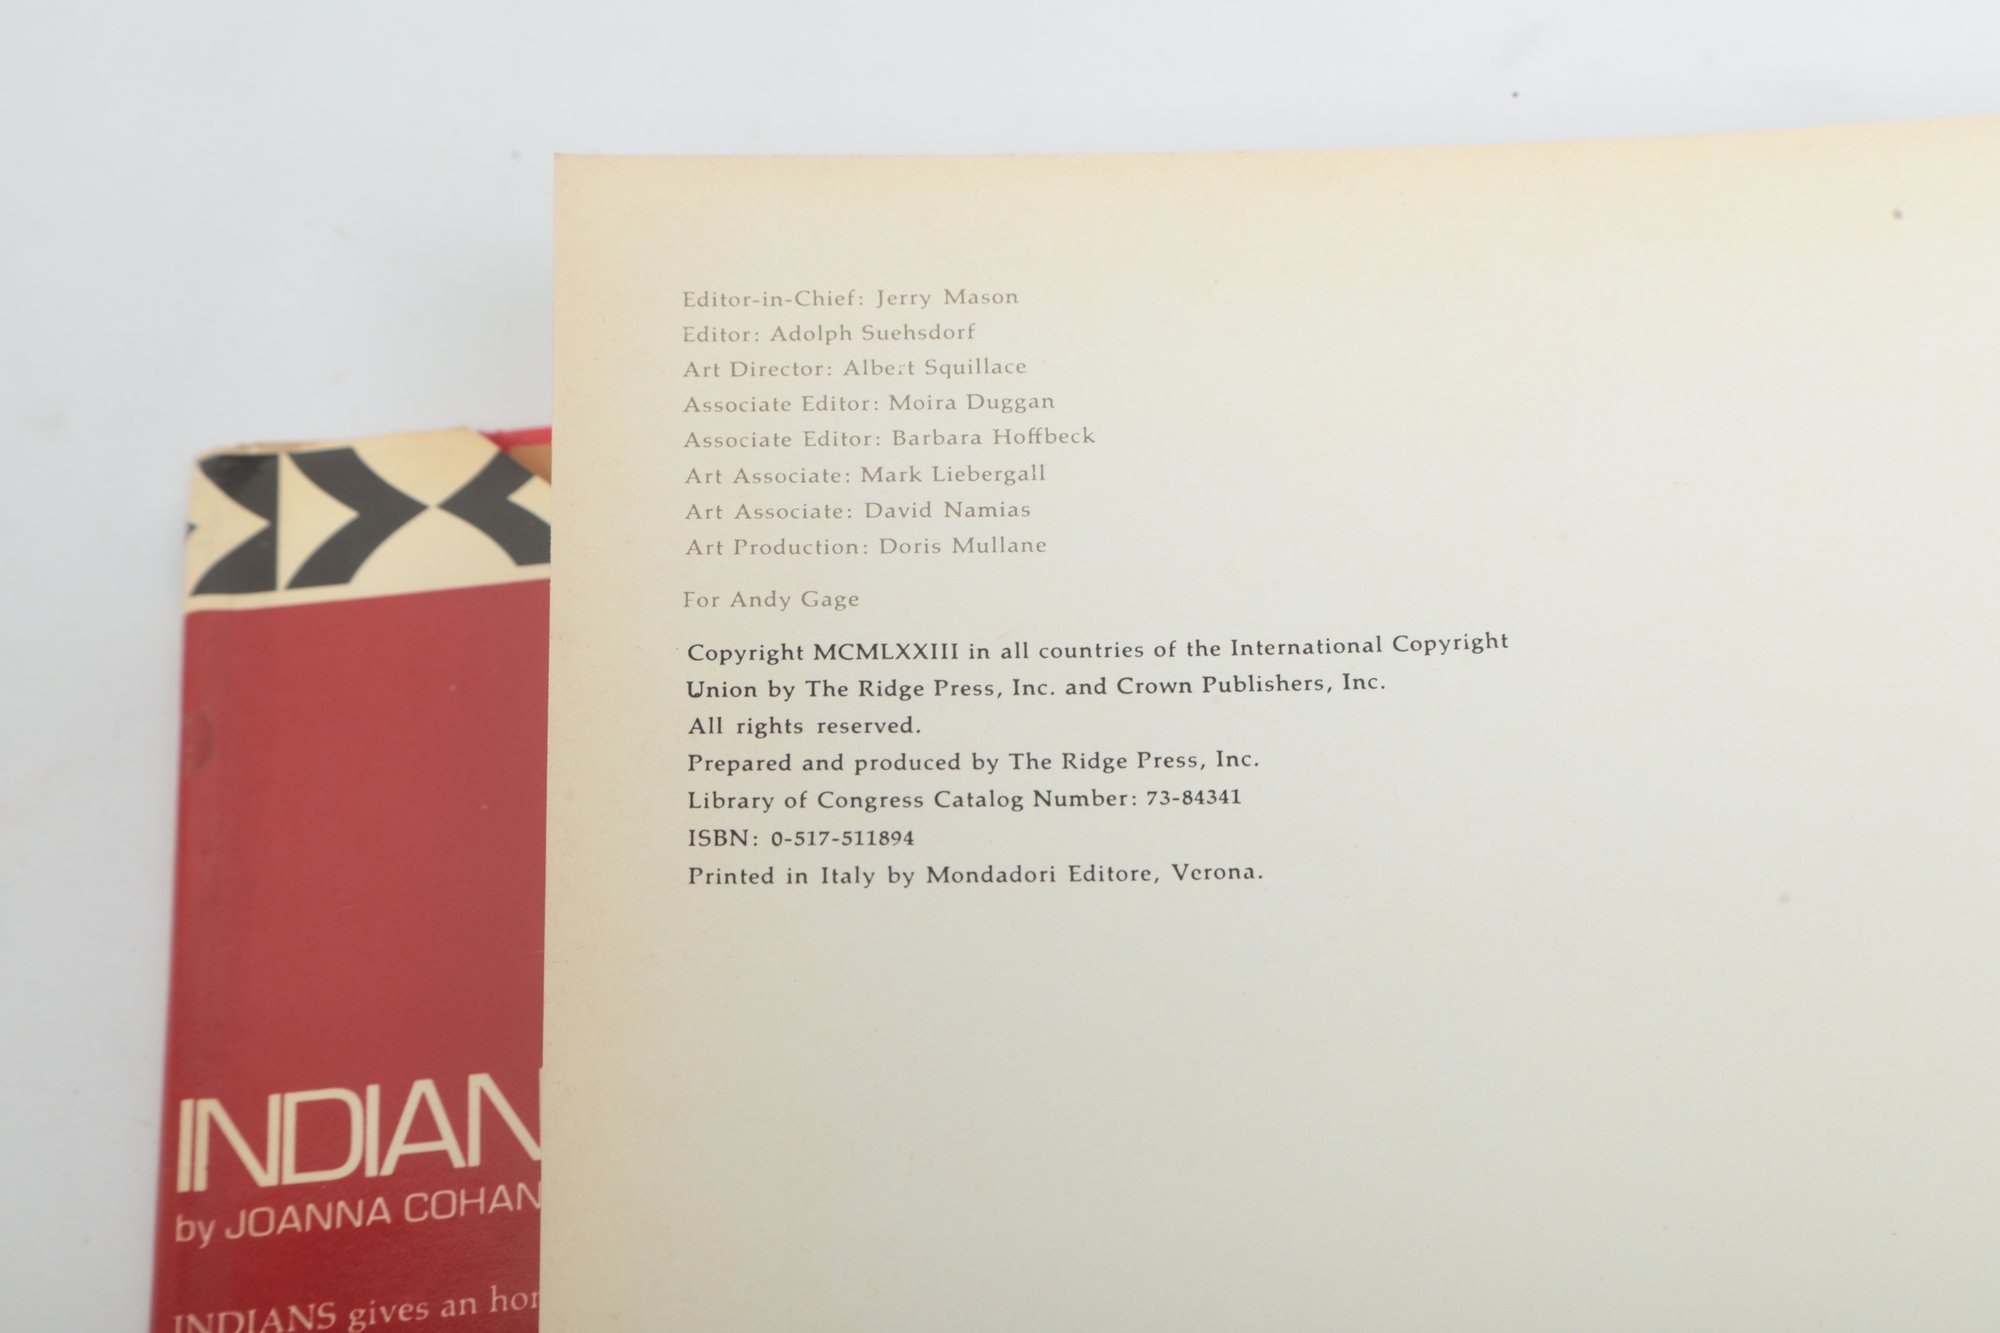 Editor-in-Chief: Jerry Mason
Editor: Adolph Suehsdorf
Art Director: Albert Squillace
Associate Editor: Moira Duggan
Associate Editor: Barbara Hoffbeck
Art Associate: Mark Liebergall
Art Associate: David Namias
Art Production: Doris Mullane
For Andy Gage
Copyright MCMLXXIII in all countries of the International Copyright
Union by The Ridge Press, Inc. and Crown Publishers, Inc.
All rights reserved.
Prepared and produced by The Ridge Press, Inc.
Library of Congress Catalog Number: 73-84341
ISBN: 0-517-511894
Printed in Italy by Mondadori Editore, Verona.
INDIAN
by JOANNA COHAN
INDIANS gives an